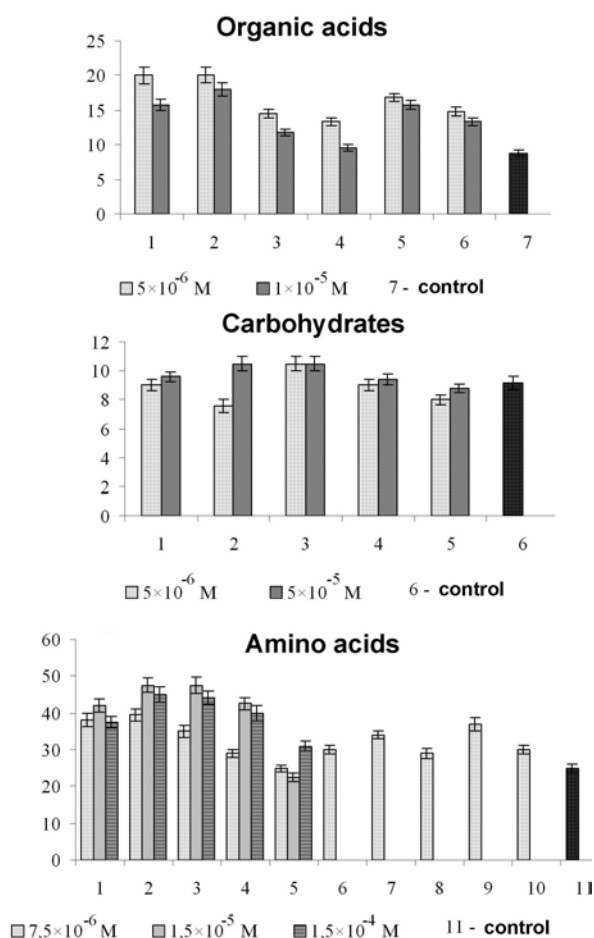 Organic acids
25
20
15
10
5
0
1 2 3 4 5 6 7
5×10⁻⁶ M 1×10⁻⁵ M 7 - control
Carbohydrates
14
12
10
8
6
4
2
0
1 2 3 4 5 6
5×10⁻⁶ M 5×10⁻⁵ M 6 - control
Amino acids
60
50
40
30
20
10
0
1 2 3 4 5 6 7 8 9 10 11
7,5×10⁻⁶ M 1,5×10⁻⁵ M 1,5×10⁻⁴ M 11 - control